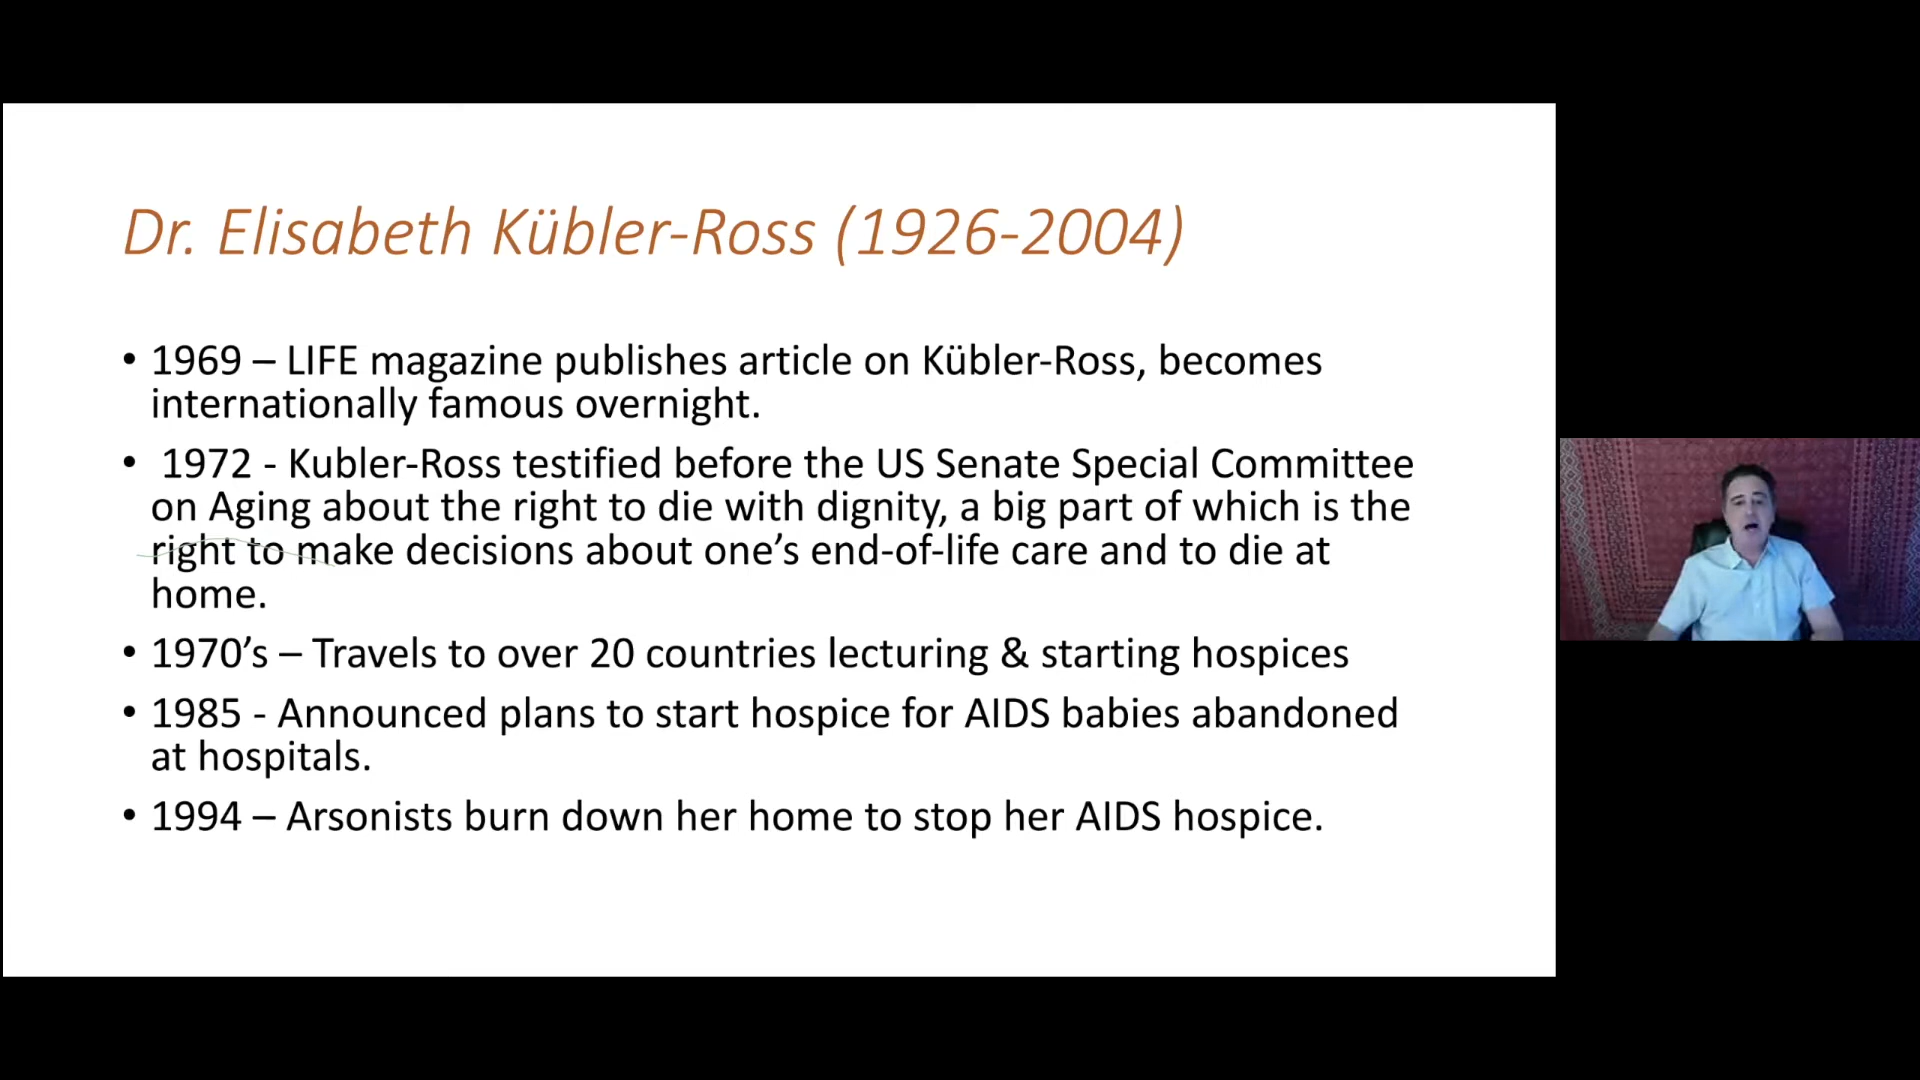 Dr. Elisabeth Kübler-Ross (1926-2004)
• 1969 – LIFE magazine publishes article on Kübler-Ross, becomes
internationally famous overnight.
• 1972 - Kubler-Ross testified before the US Senate Special Committee
on Aging about the right to die with dignity, a big part of which is the
right to make decisions about one’s end-of-life care and to die at
home.
• 1970’s – Travels to over 20 countries lecturing & starting hospices
• 1985 - Announced plans to start hospice for AIDS babies abandoned
at hospitals.
• 1994 – Arsonists burn down her home to stop her AIDS hospice.